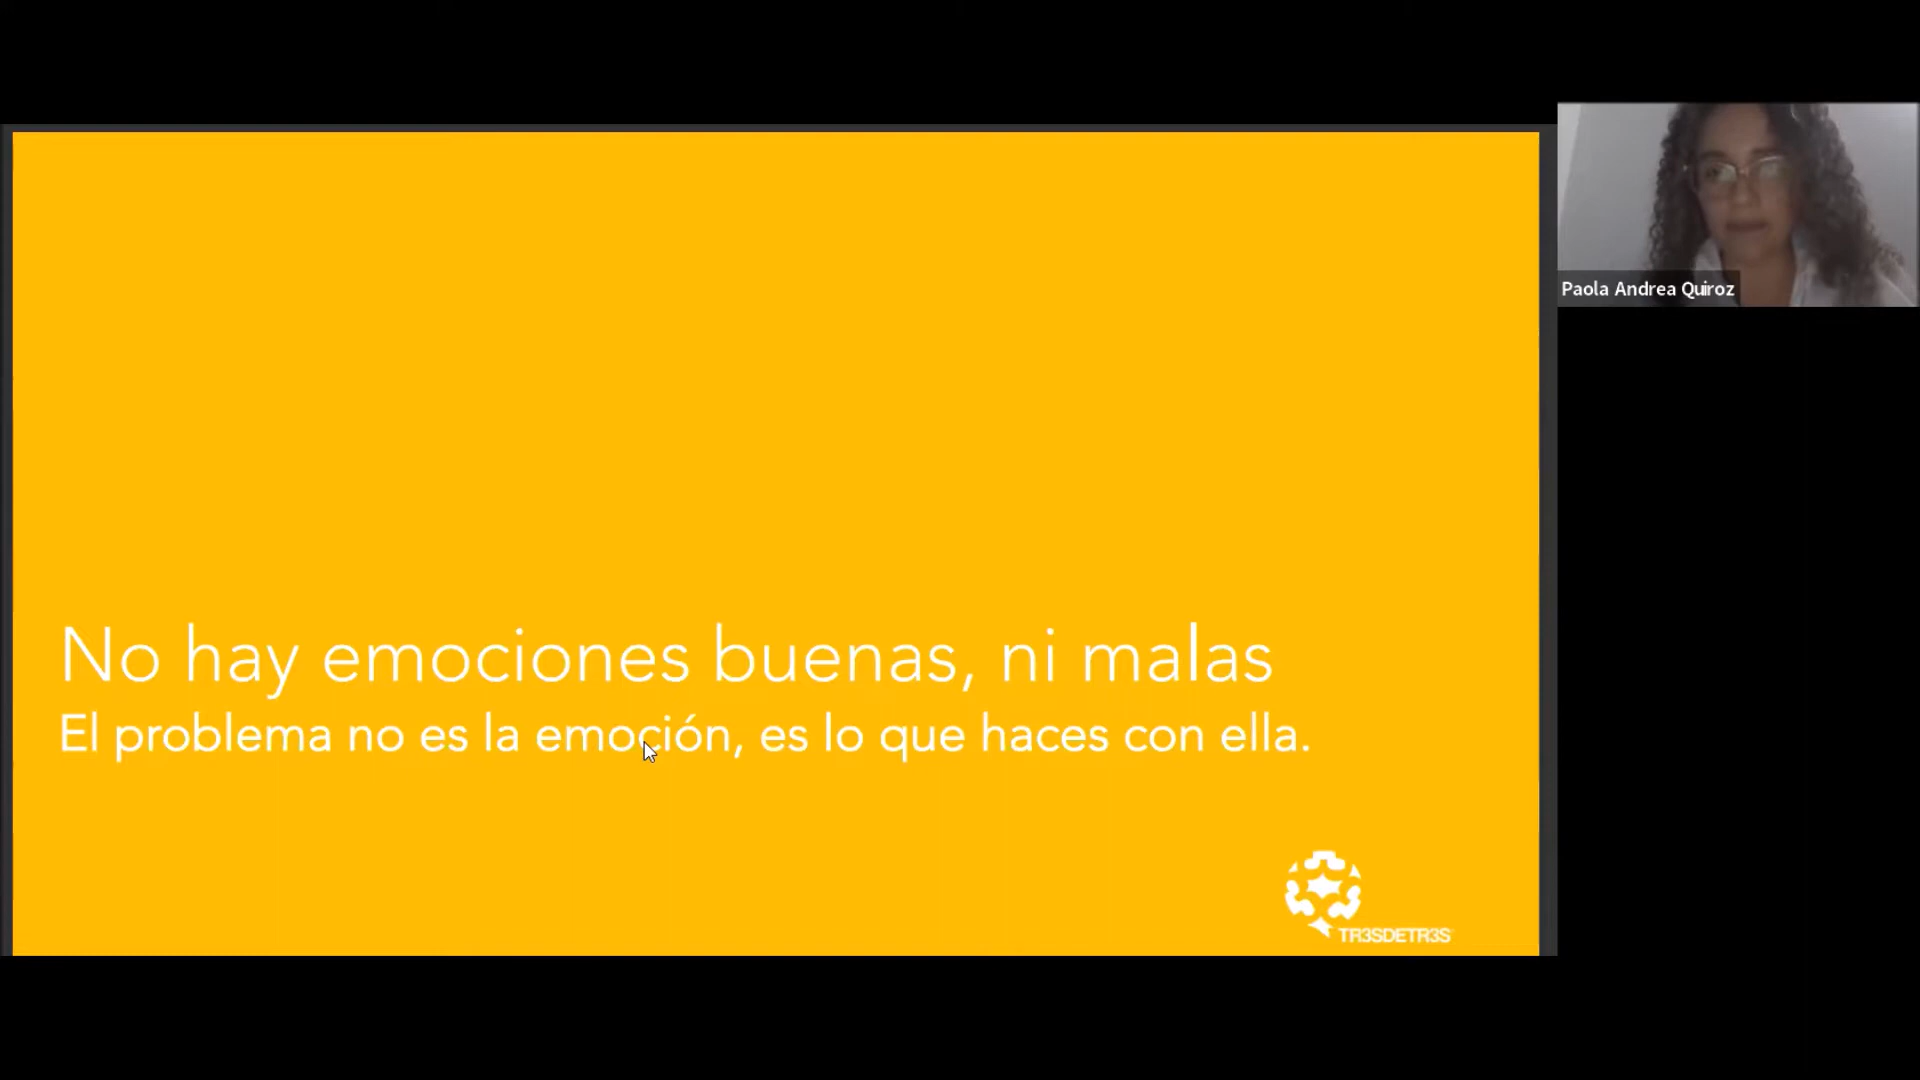 No hay emociones buenas, ni malas
El problema no es la emoción, es lo que haces con ella.
TR3SDETR3S
Paola Andrea Quiroz